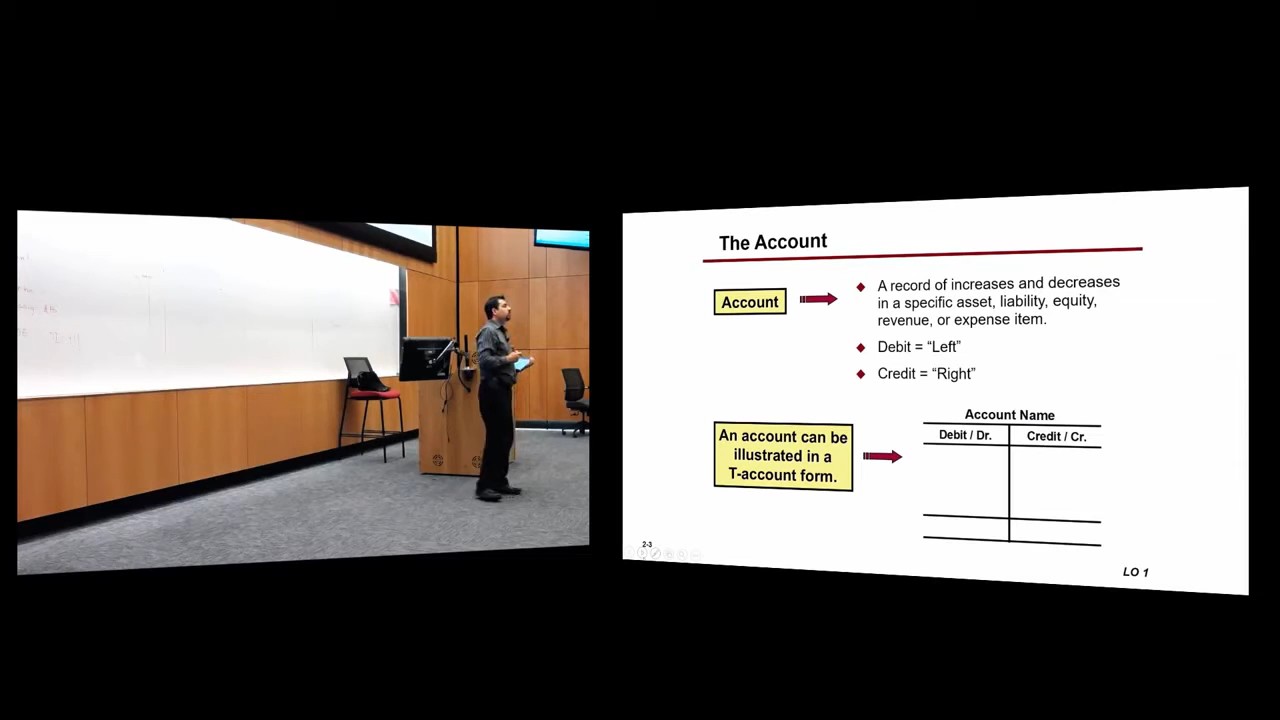 The Account
Account
A record of increases and decreases
in a specific asset, liability, equity,
revenue, or expense item.
Debit = “Left”
Credit = “Right”
An account can be
illustrated in a
T-account form.
Account Name
Debit / Dr.
Credit / Cr.
2-3
LO 1